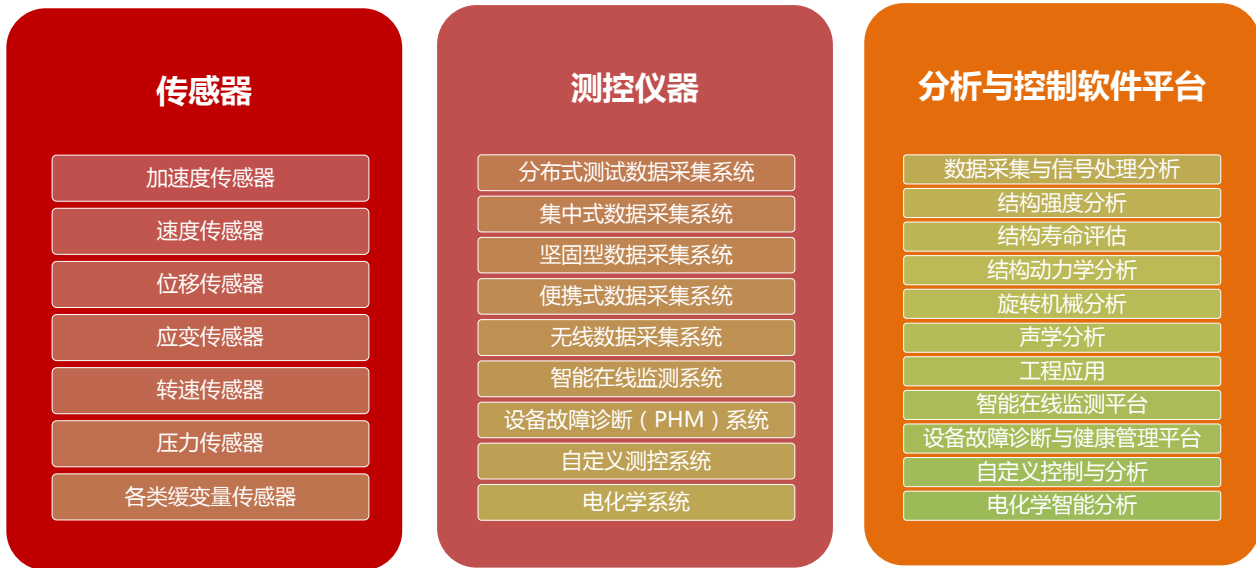 传感器
加速度传感器
速度传感器
位移传感器
应变传感器
转速传感器
压力传感器
各类缓变量传感器
测控仪器
分布式测试数据采集系统
集中式数据采集系统
坚固型数据采集系统
便携式数据采集系统
无线数据采集系统
智能在线监测系统
设备故障诊断（PHM）系统
自定义测控系统
电化学系统
分析与控制软件平台
数据采集与信号处理分析
结构强度分析
结构寿命评估
结构动力学分析
旋转机械分析
声学分析
工程应用
智能在线监测平台
设备故障诊断与健康管理平台
自定义控制与分析
电化学智能分析